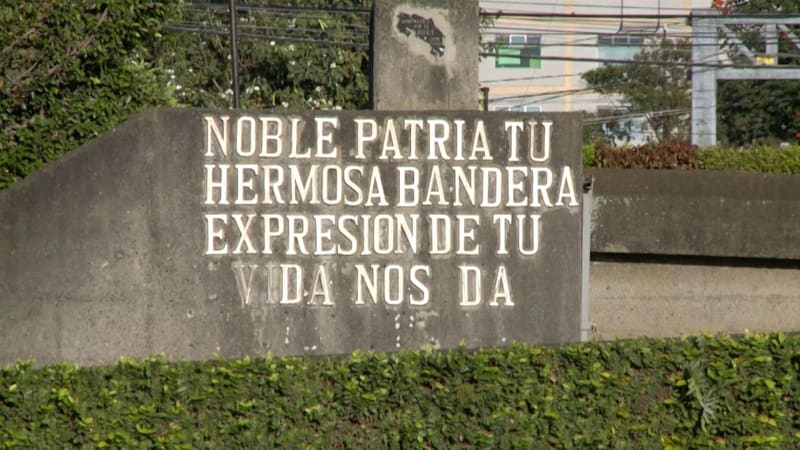 NOBLE PATRIA TU
HERMOSA BANDERA
EXPRESION DE TU
VIDA NOS DA